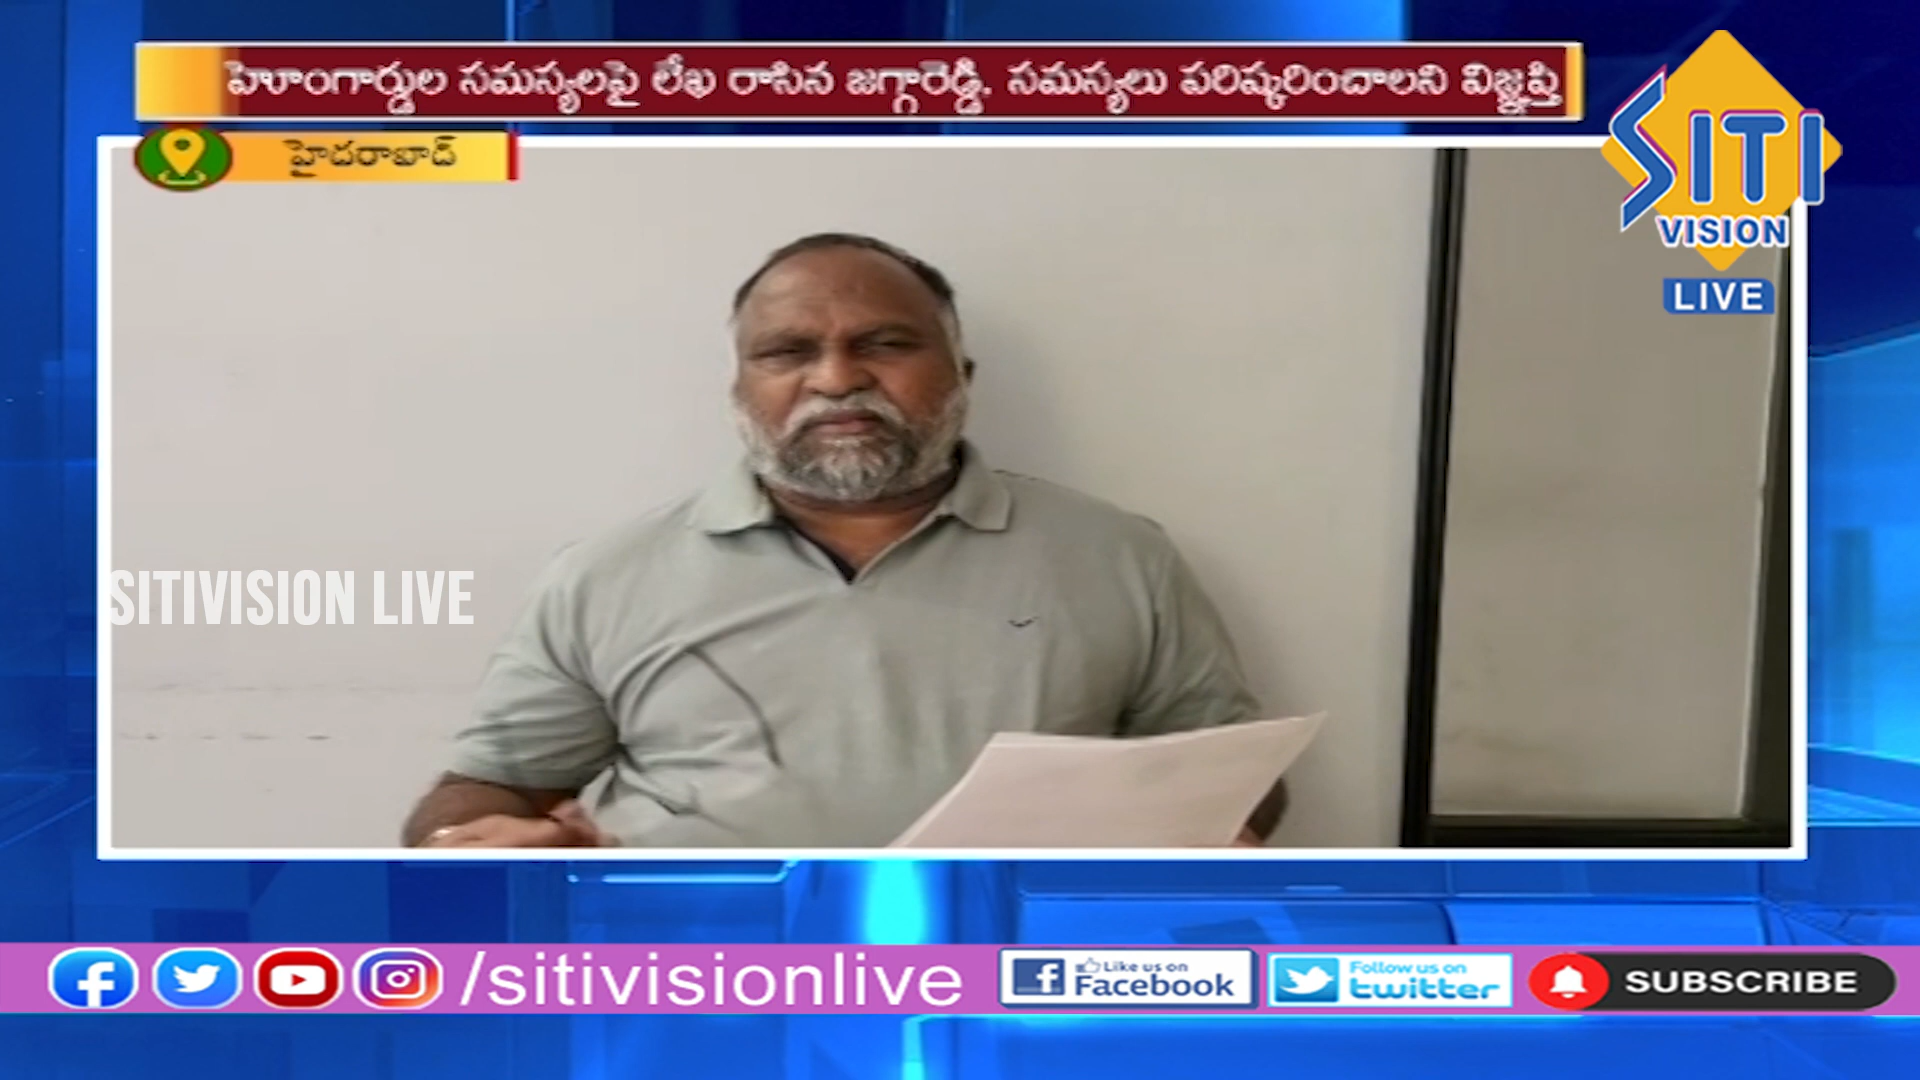 హెూంగార్డుల సమస్యలపై లేఖ రాసిన జగ్గారెడ్డి. సమస్యలు పరిష్కరించాలని విజ్ఞప్తి
హైదరాబాద్
SITI
VISION
LIVE
SITIVISION LIVE
/sitivisionlive
Like us on
Facebook
Follow us on
twitter
SUBSCRIBE